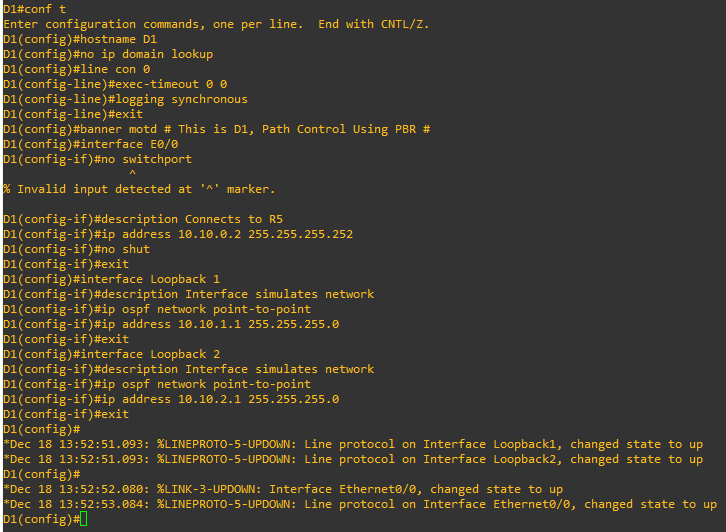 D1#conf t
Enter configuration commands, one per line.  End with CNTL/Z.
D1(config)#hostname D1
D1(config)#no ip domain lookup
D1(config)#line con 0
D1(config-line)#exec-timeout 0 0
D1(config-line)#logging synchronous
D1(config-line)#exit
D1(config)#banner motd # This is D1, Path Control Using PBR #
D1(config)#interface E0/0
D1(config-if)#no switchport
                  ^
% Invalid input detected at '^' marker.

D1(config-if)#description Connects to R5
D1(config-if)#ip address 10.10.0.2 255.255.255.252
D1(config-if)#no shut
D1(config-if)#exit
D1(config)#interface Loopback 1
D1(config-if)#description Interface simulates network
D1(config-if)#ip ospf network point-to-point
D1(config-if)#ip address 10.10.1.1 255.255.255.0
D1(config-if)#exit
D1(config)#interface Loopback 2
D1(config-if)#description Interface simulates network
D1(config-if)#ip ospf network point-to-point
D1(config-if)#ip address 10.10.2.1 255.255.255.0
D1(config-if)#exit
D1(config)#
*Dec 18 13:52:51.093: %LINEPROTO-5-UPDOWN: Line protocol on Interface Loopback1, changed state to up
*Dec 18 13:52:51.093: %LINEPROTO-5-UPDOWN: Line protocol on Interface Loopback2, changed state to up
D1(config)#
*Dec 18 13:52:52.080: %LINK-3-UPDOWN: Interface Ethernet0/0, changed state to up
*Dec 18 13:52:53.084: %LINEPROTO-5-UPDOWN: Line protocol on Interface Ethernet0/0, changed state to up
D1(config)#